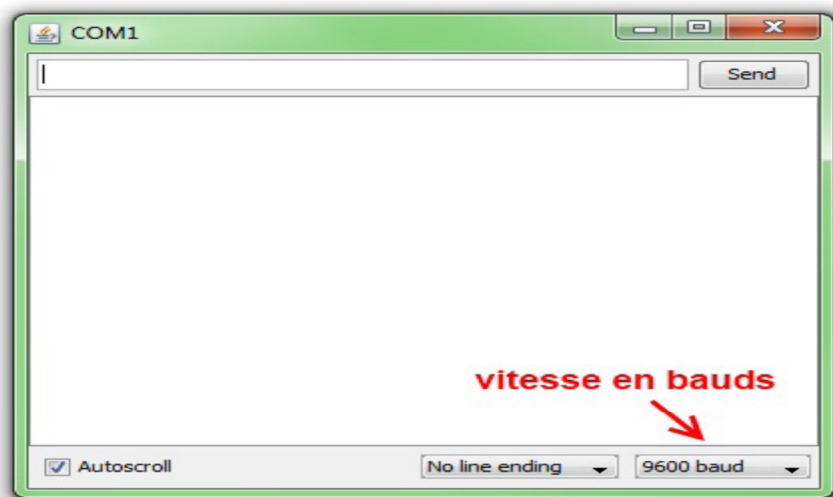 COM1
Send
vitesse en bauds
Autoscroll
No line ending
9600 baud